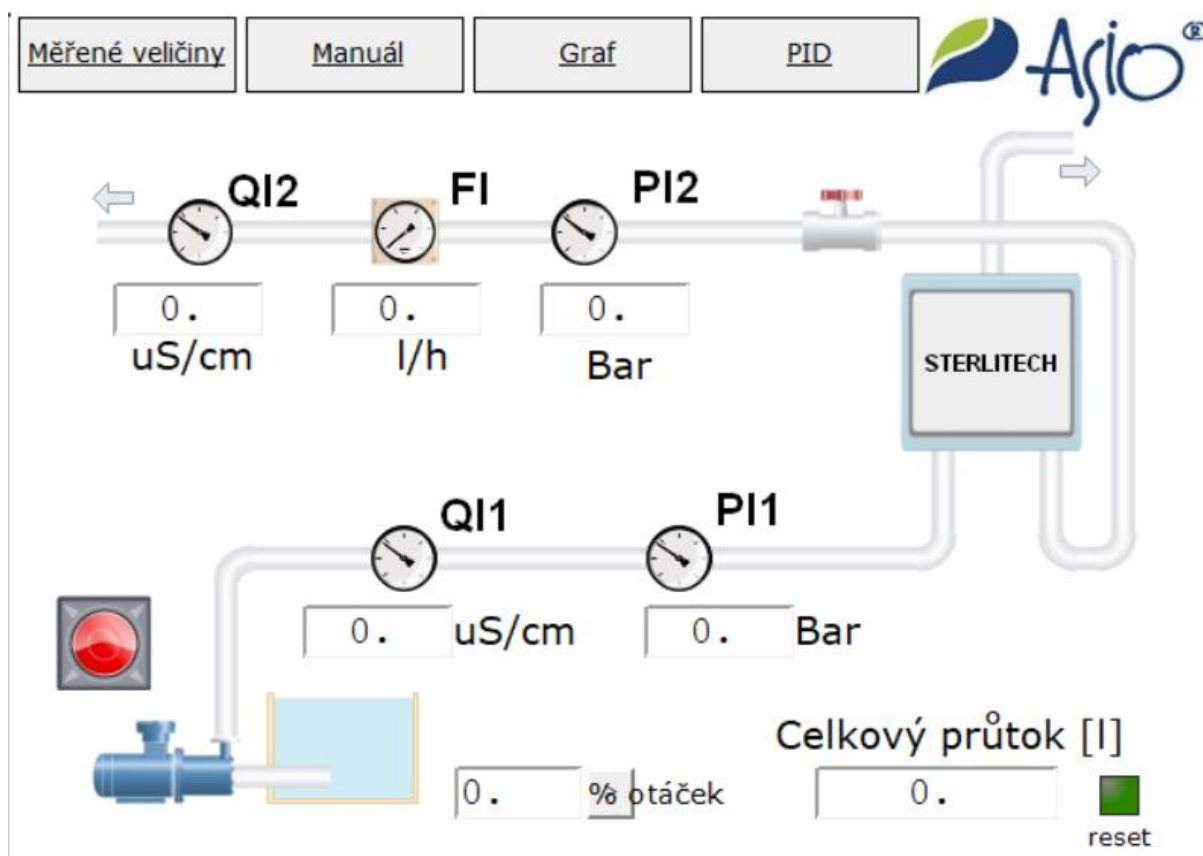 Měřené veličiny
Manuál
Graf
PID
Asio®
QI2
FI
PI2
0.
0.
0.
uS/cm
l/h
Bar
STERLITECH
QI1
PI1
0. uS/cm
0. Bar
Celkový průtok [l]
0. % otáček
0.
reset